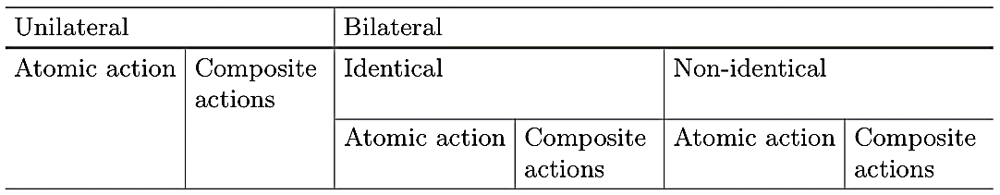 Unilateral
Bilateral
Atomic action
Composite
actions
Identical
Non-identical
Atomic action
Composite
actions
Atomic action
Composite
actions